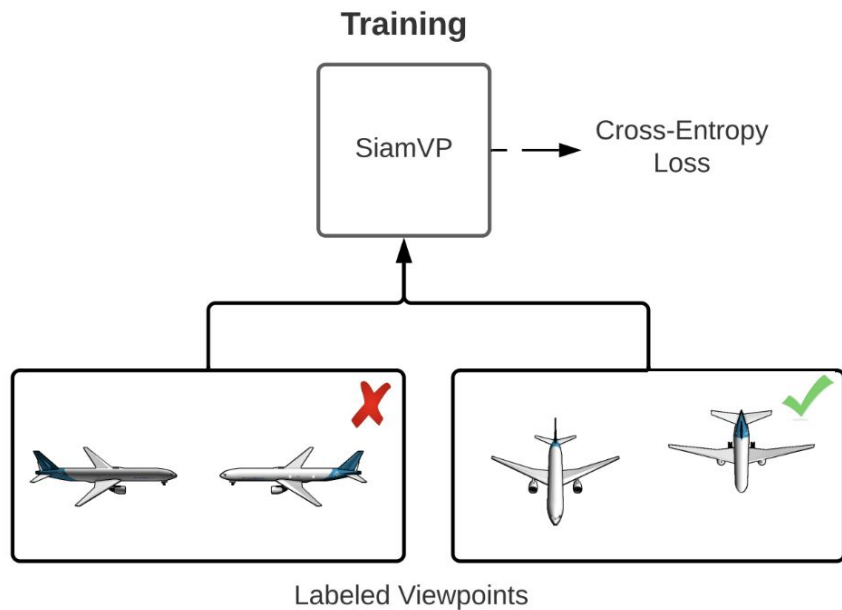 Training
SiamVP
Cross-Entropy
Loss
Labeled Viewpoints